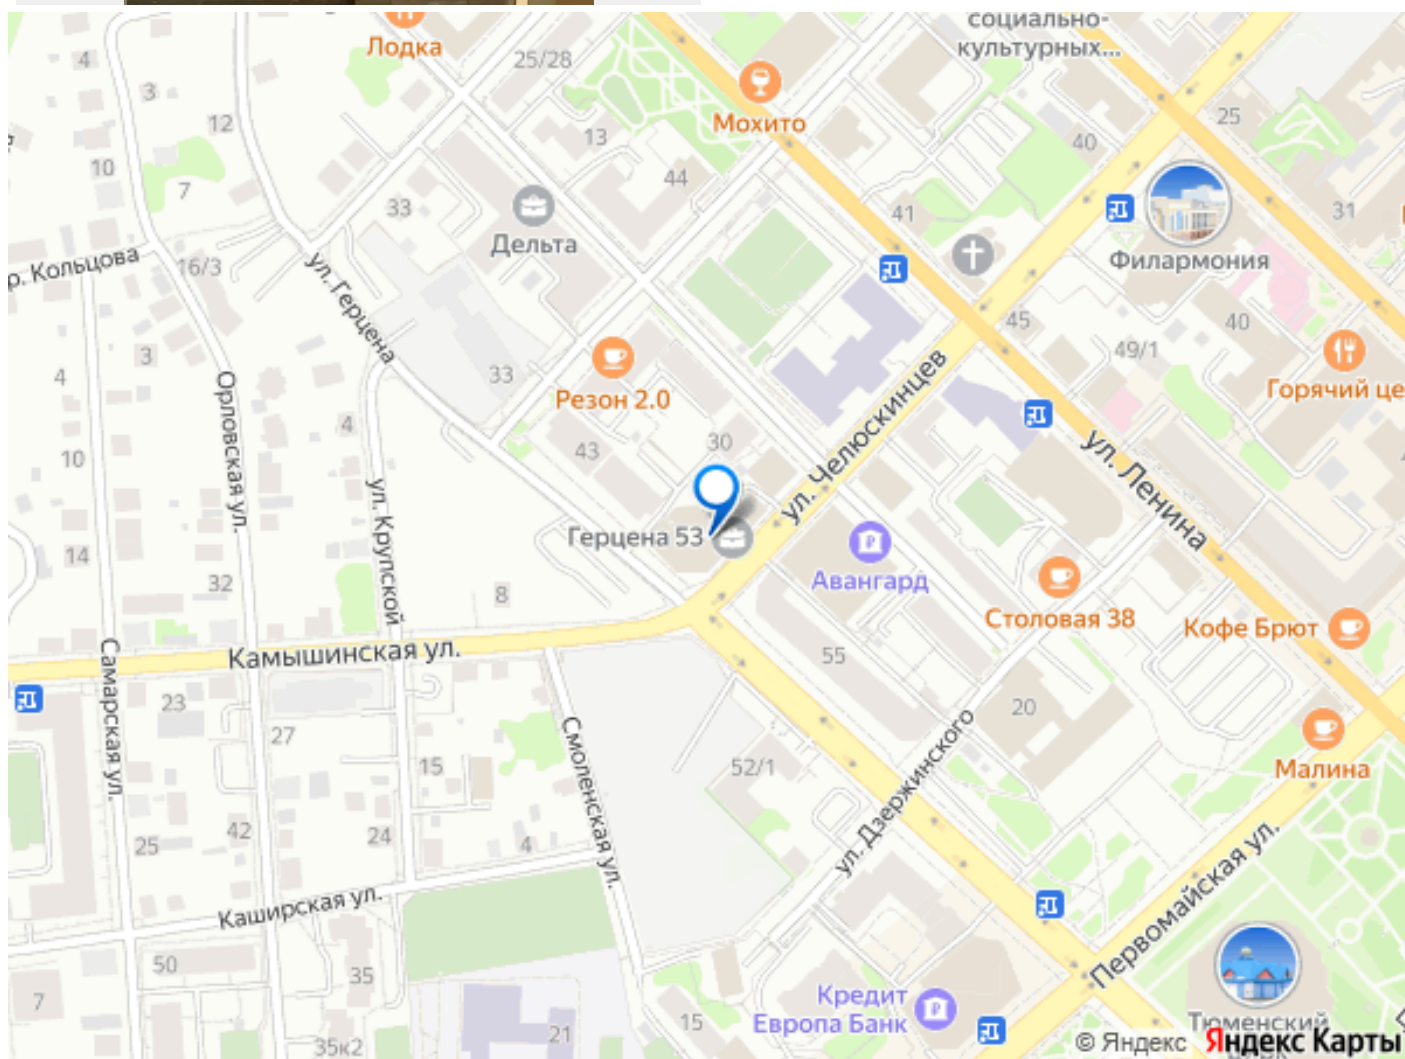 социально-
культурных...
Лодка
25/28
4
3
12
13
Мохито
25
40
10
7
44
33
41
31
Дельта
Филармония
р. Кольцова
16/3
ул. Герцена
45
40
49/1
3
33
4
Резон 2.0
Горячий це
Орловская ул.
4
43
30
ул. Челюскинцев
ул. Ленина
10
ул. Крупской
Герцена 53
14
32
8
Авангард
Столовая 38
Кофе Брют
Камышинская ул.
55
Самарская ул.
23
27
20
Смоленская ул.
15
52/1
Малина
ул. Дзержинского
42
24
4
25
Первомайская ул.
Каширская ул.
50
35
7
Кредит
Европа Банк
15
21
35к2
Тюменский
© Яндекс Яндекс Карты